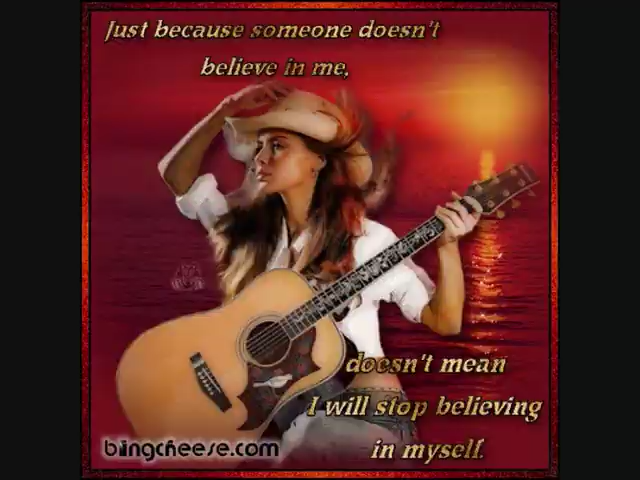 Just because someone doesn't
believe in me,
doesn't mean
I will stop believing
in myself.
blingcheese.com